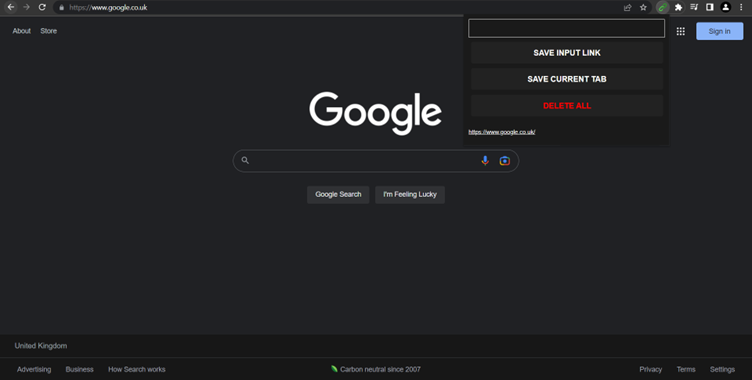 https://www.google.co.uk
About Store
Sign in
SAVE INPUT LINK
SAVE CURRENT TAB
DELETE ALL
https://www.google.co.uk/
Google
Google Search I'm Feeling Lucky
United Kingdom
Advertising Business How Search works Carbon neutral since 2007 Privacy Terms Settings